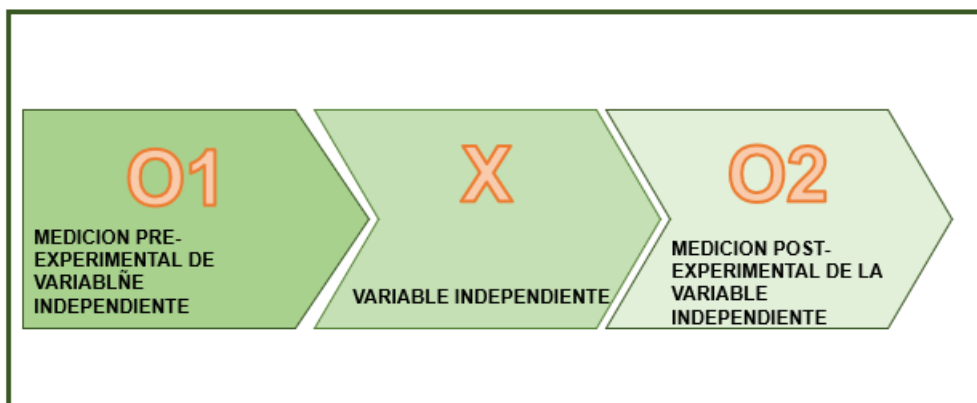 O1
MEDICION PRE-
EXPERIMENTAL DE
VARIABLÑE
INDEPENDIENTE
X
VARIABLE INDEPENDIENTE
O2
MEDICION POST-
EXPERIMENTAL DE LA
VARIABLE
INDEPENDIENTE